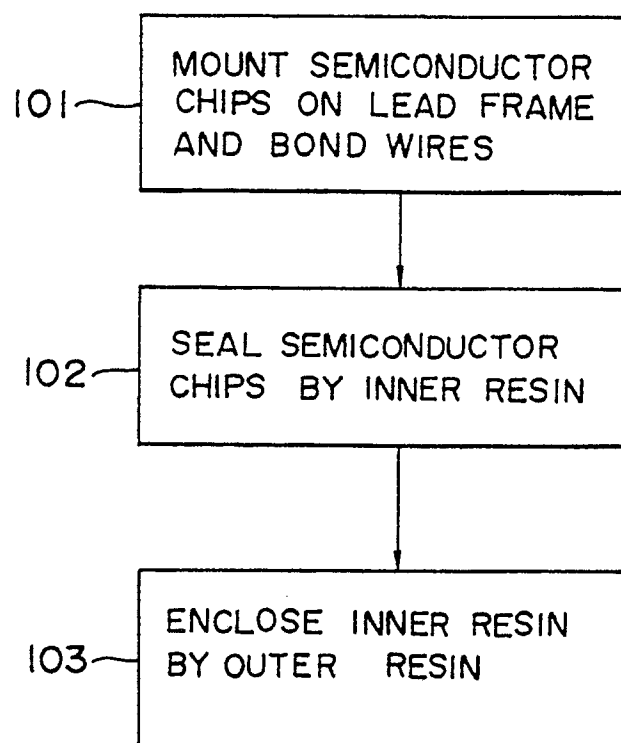 101
MOUNT SEMICONDUCTOR
CHIPS ON LEAD FRAME
AND BOND WIRES
102
SEAL SEMICONDUCTOR
CHIPS BY INNER RESIN
103
ENCLOSE INNER RESIN
BY OUTER RESIN